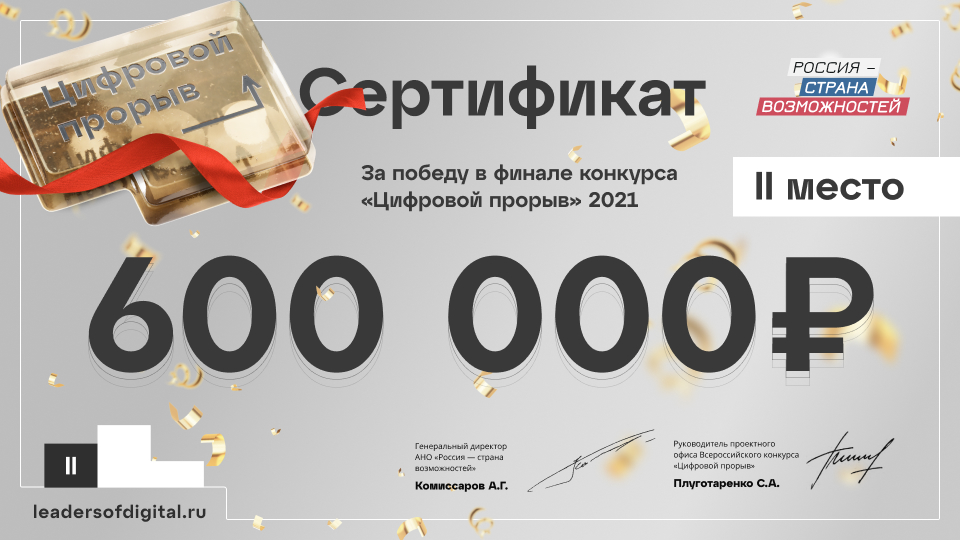 Цифровой
прорыв
Сертификат
РОССИЯ –
СТРАНА
ВОЗМОЖНОСТЕЙ
За победу в финале конкурса
«Цифровой прорыв» 2021
II место
600 000₽
II
leadersofdigital.ru
Генеральный директор
АНО «Россия — страна
возможностей»
Комиссаров А.Г.
Руководитель проектного
офиса Всероссийского конкурса
«Цифровой прорыв»
Плуготаренко С.А.